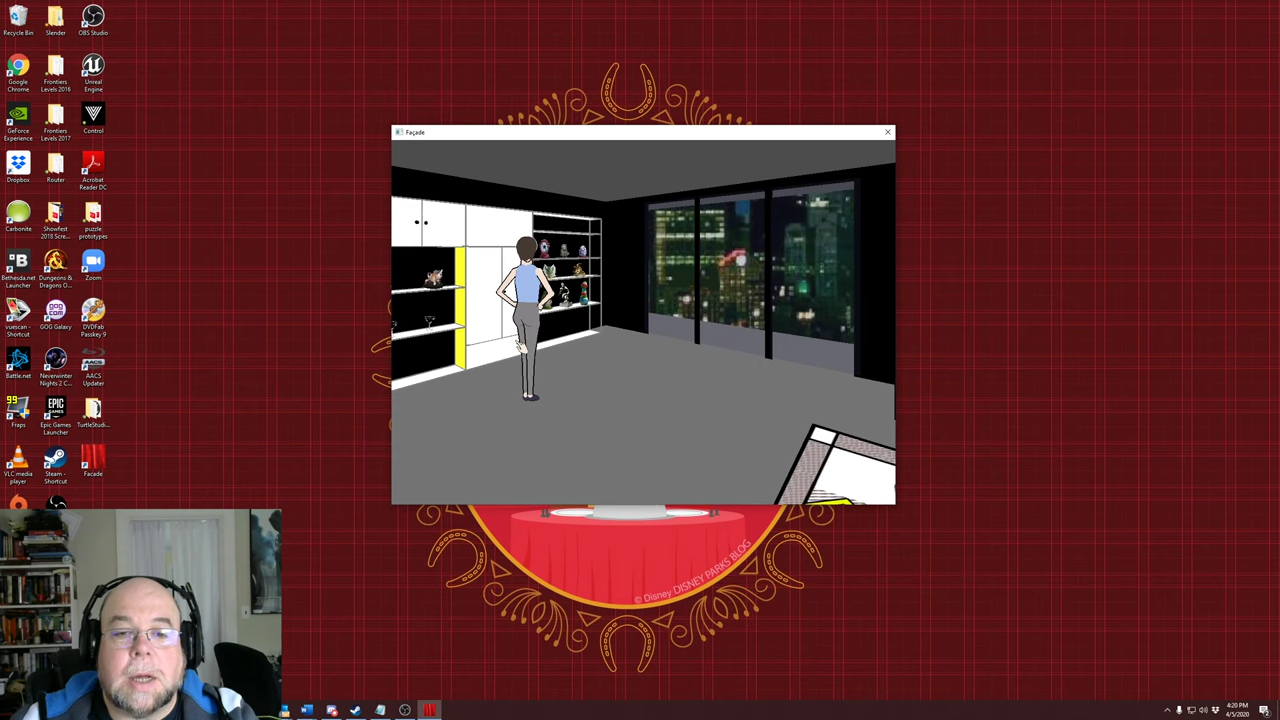 Recycle Bin
Slender
OBS Studio
Google
Chrome
Frontiers
Levels 2016
Unreal
Engine
GeForce
Experience
Frontiers
Levels 2017
Control
Dropbox
Router
Acrobat
Reader DC
Carbonite
Showfest
2018 Scre...
puzzle
prototypes
Bethesda.net
Launcher
Dungeons &
Dragons O...
Zoom
vuescan -
Shortcut
GOG Galaxy
DVDFab
Passkey 9
Battle.net
Neverwinter
Nights 2 C...
AACS
Updater
99
Fraps
Epic Games
Launcher
TurtleStudi...
VLC media
player
Steam -
Shortcut
Facade
Façade
© Disney DISNEY PARKS BLOG
4:20 PM
4/5/2020